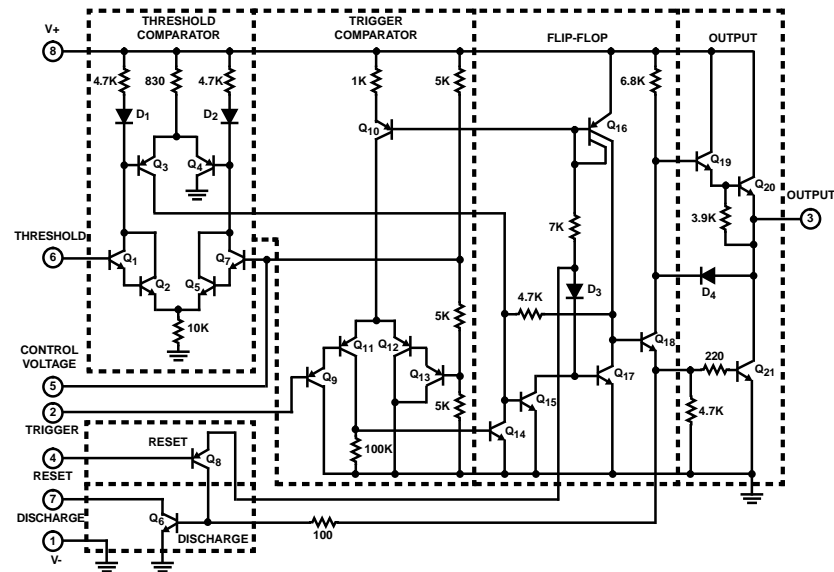 THRESHOLD
COMPARATOR
TRIGGER
COMPARATOR
FLIP-FLOP
OUTPUT
V+
8
4.7K
830
4.7K
1K
5K
6.8K
D1
D2
Q10
Q16
Q3
Q4
Q19
Q20
OUTPUT
3
3.9K
7K
THRESHOLD
6
Q1
Q2
Q5
Q7
D3
D4
10K
5K
4.7K
Q18
CONTROL
VOLTAGE
5
Q11
Q12
Q13
Q9
220
Q21
2
TRIGGER
5K
Q15
Q17
4.7K
Q14
100K
RESET
4
RESET
Q8
7
DISCHARGE
Q6
DISCHARGE
100
1
V-